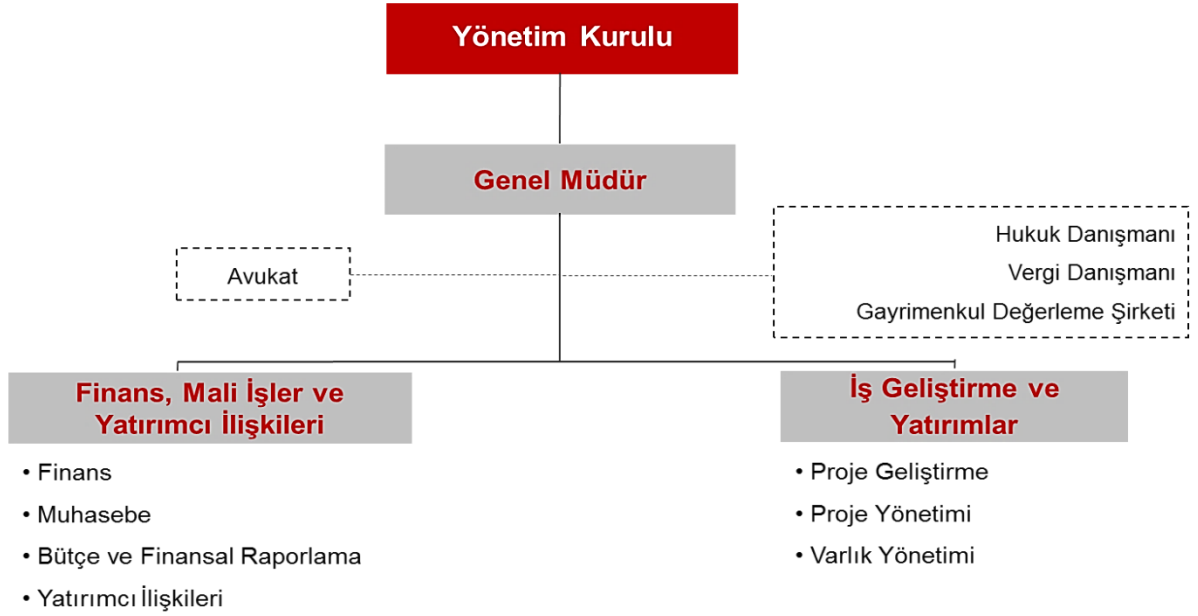 Yönetim Kurulu
Genel Müdür
Avukat
Hukuk Danışmanı
Vergi Danışmanı
Gayrimenkul Değerleme Şirketi
Finans, Mali İşler ve
Yatırımcı İlişkileri
• Finans
• Muhasebe
• Bütçe ve Finansal Raporlama
• Yatırımcı İlişkileri
İş Geliştirme ve
Yatırımlar
• Proje Geliştirme
• Proje Yönetimi
• Varlık Yönetimi